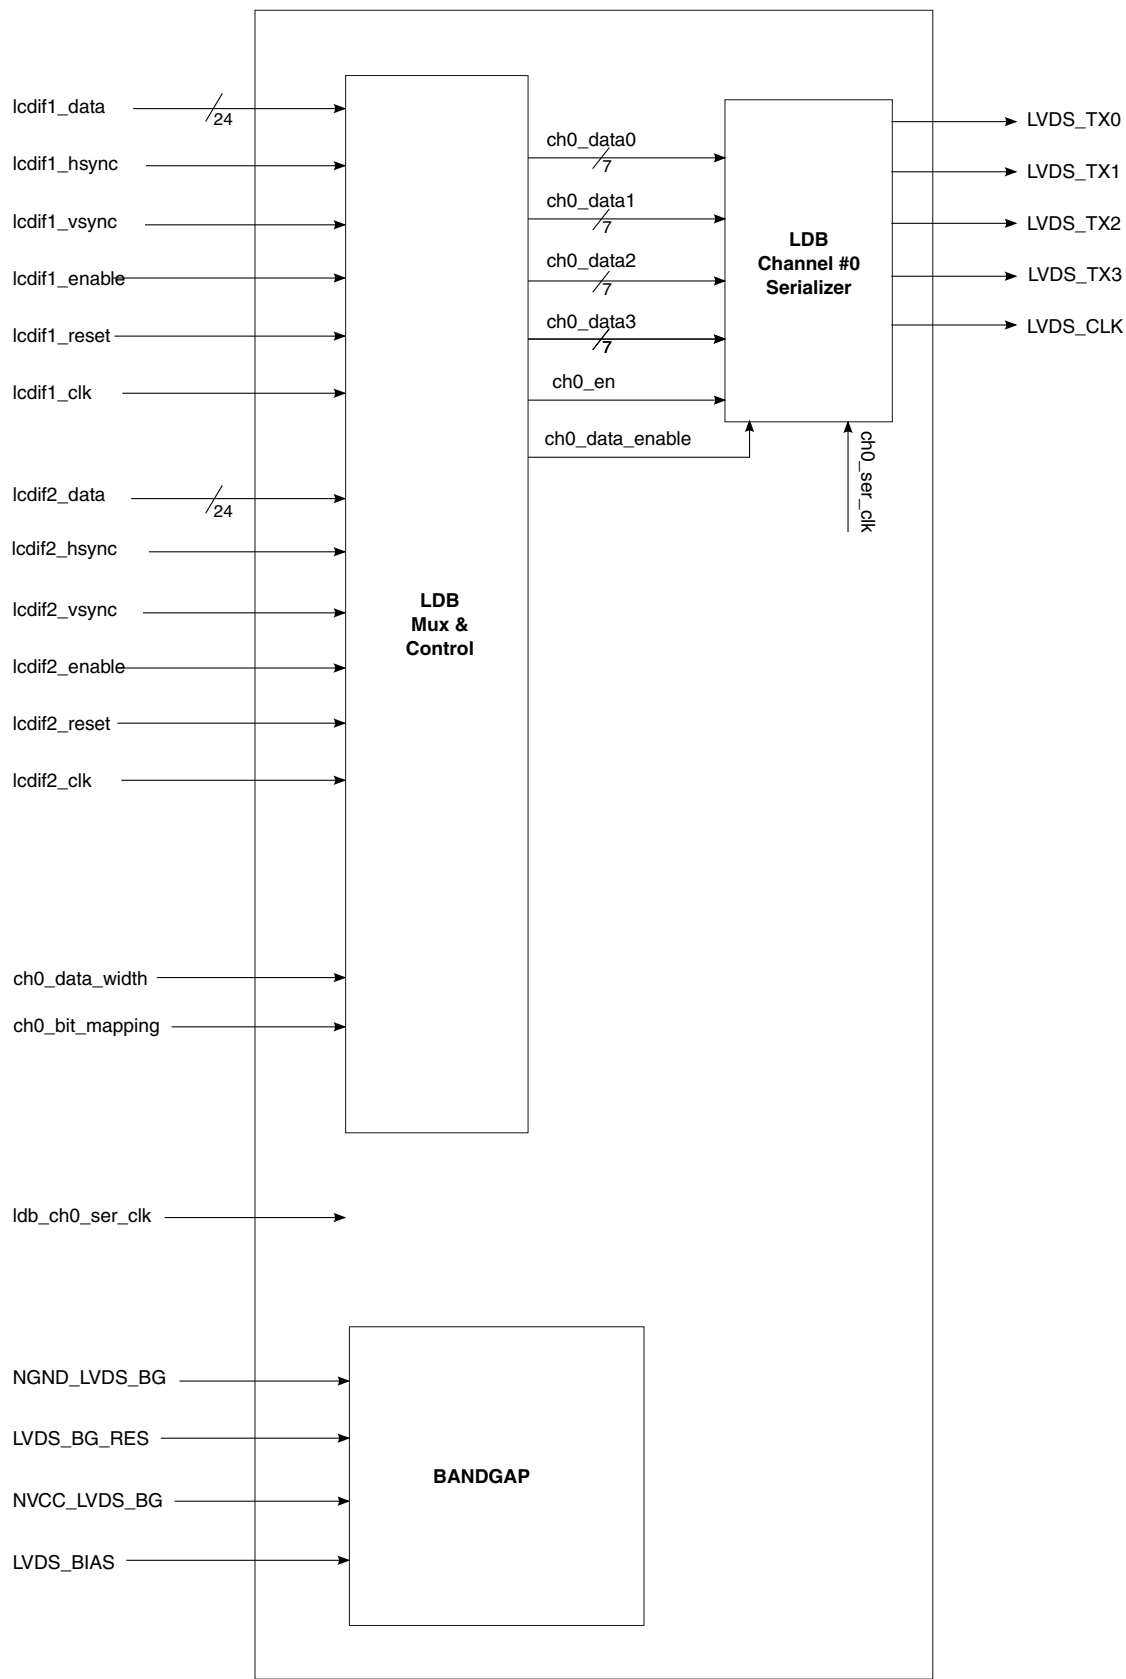 lcdif1_data
24
lcdif1_hsync
lcdif1_vsync
lcdif1_enable
lcdif1_reset
lcdif1_clk
lcdif2_data
24
lcdif2_hsync
lcdif2_vsync
lcdif2_enable
lcdif2_reset
lcdif2_clk
ch0_data_width
ch0_bit_mapping
ldb_ch0_ser_clk
NGND_LVDS_BG
LVDS_BG_RES
NVCC_LVDS_BG
LVDS_BIAS
LDB
Mux &
Control
BANDGAP
ch0_data0
7
ch0_data1
7
ch0_data2
7
ch0_data3
7
ch0_en
ch0_data_enable
LDB
Channel #0
Serializer
ch0_ser_clk
LVDS_TX0
LVDS_TX1
LVDS_TX2
LVDS_TX3
LVDS_CLK